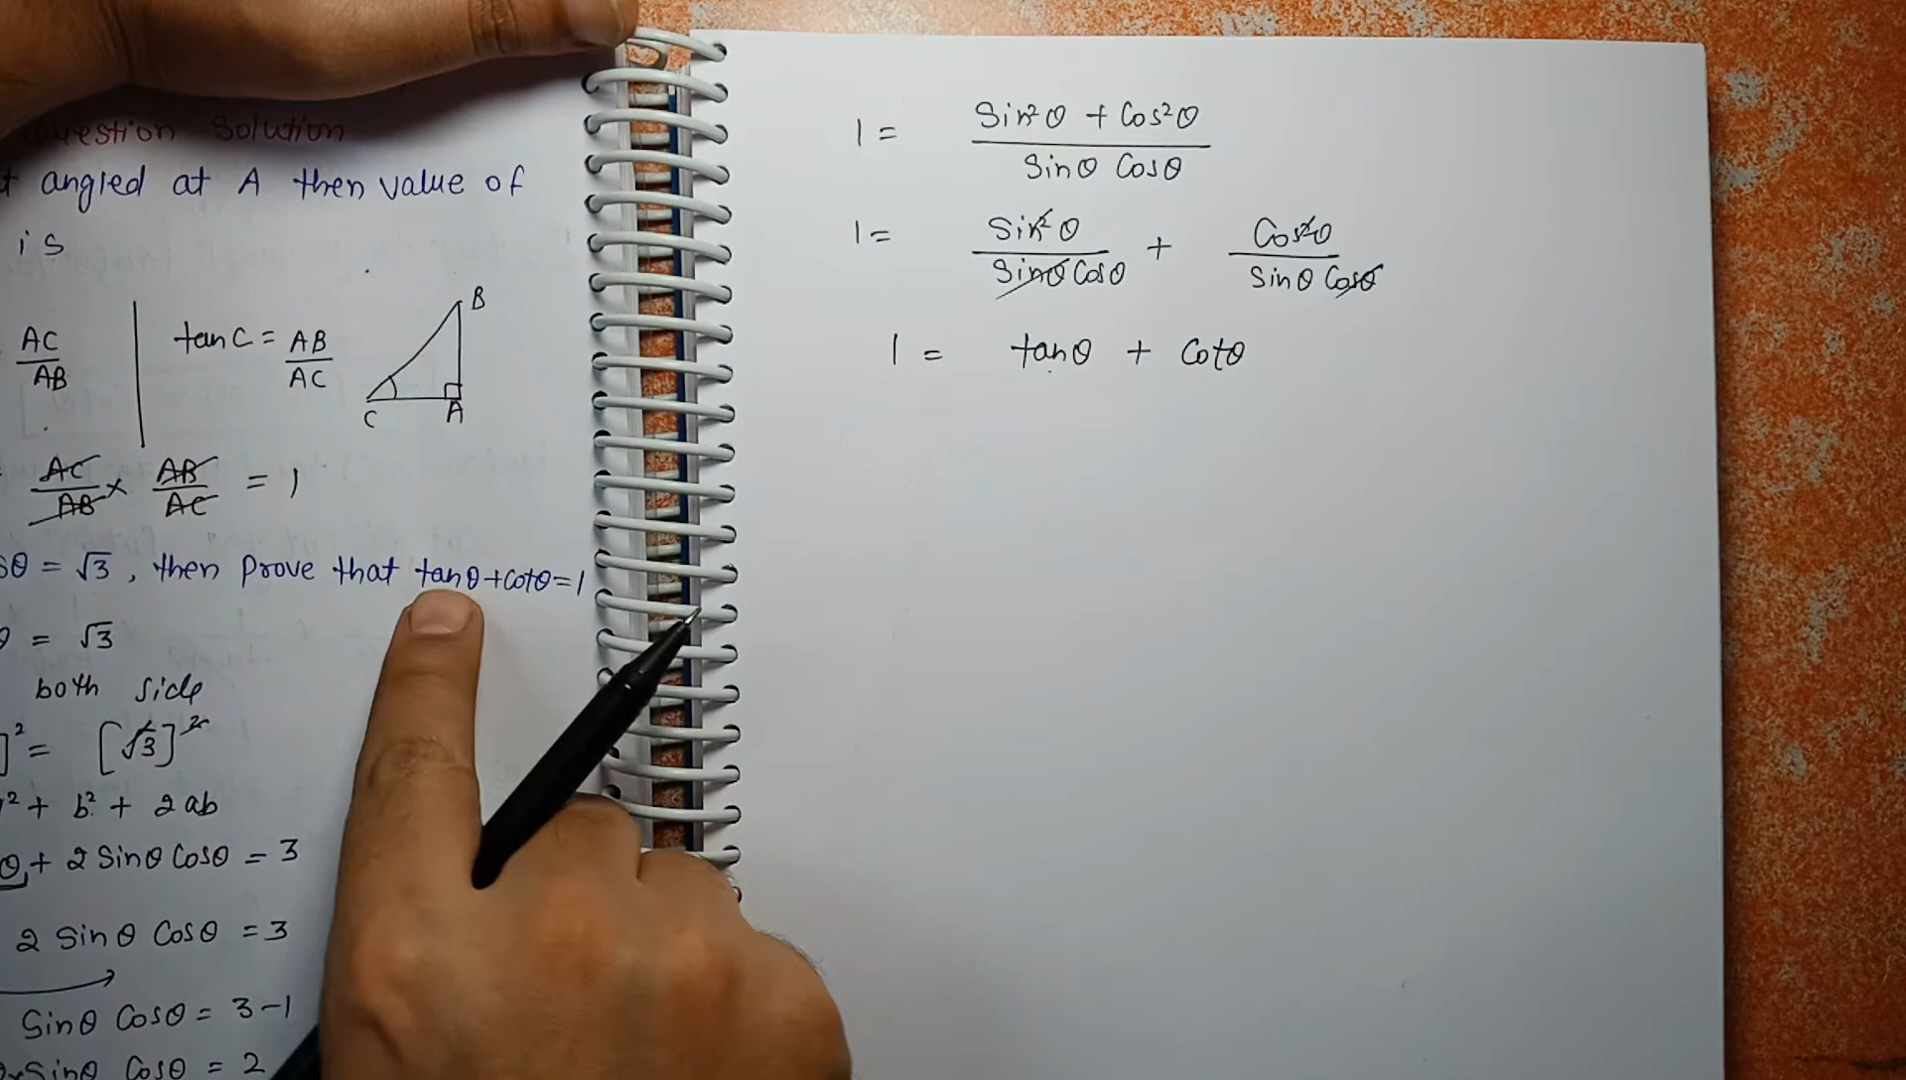 Question Solution
angled at A then value of
is
AC
AB
tan C = AB
AC
B
C
A
AC/AB × AB/AC = 1
θ = √3, then Prove that tanθ + Cotθ = 1
= √3
both side
]² = [√3]²
² + b² + 2ab
θ + 2 Sinθ Cosθ = 3
2 Sinθ Cosθ = 3
Sinθ Cosθ = 3-1
Sinθ Cosθ = 2
1 = Sin²θ + Cos²θ
Sinθ Cosθ
1 = Sin²θ/Sinθ Cosθ + Cos²θ/Sinθ Cosθ
1 = tanθ + Cotθ